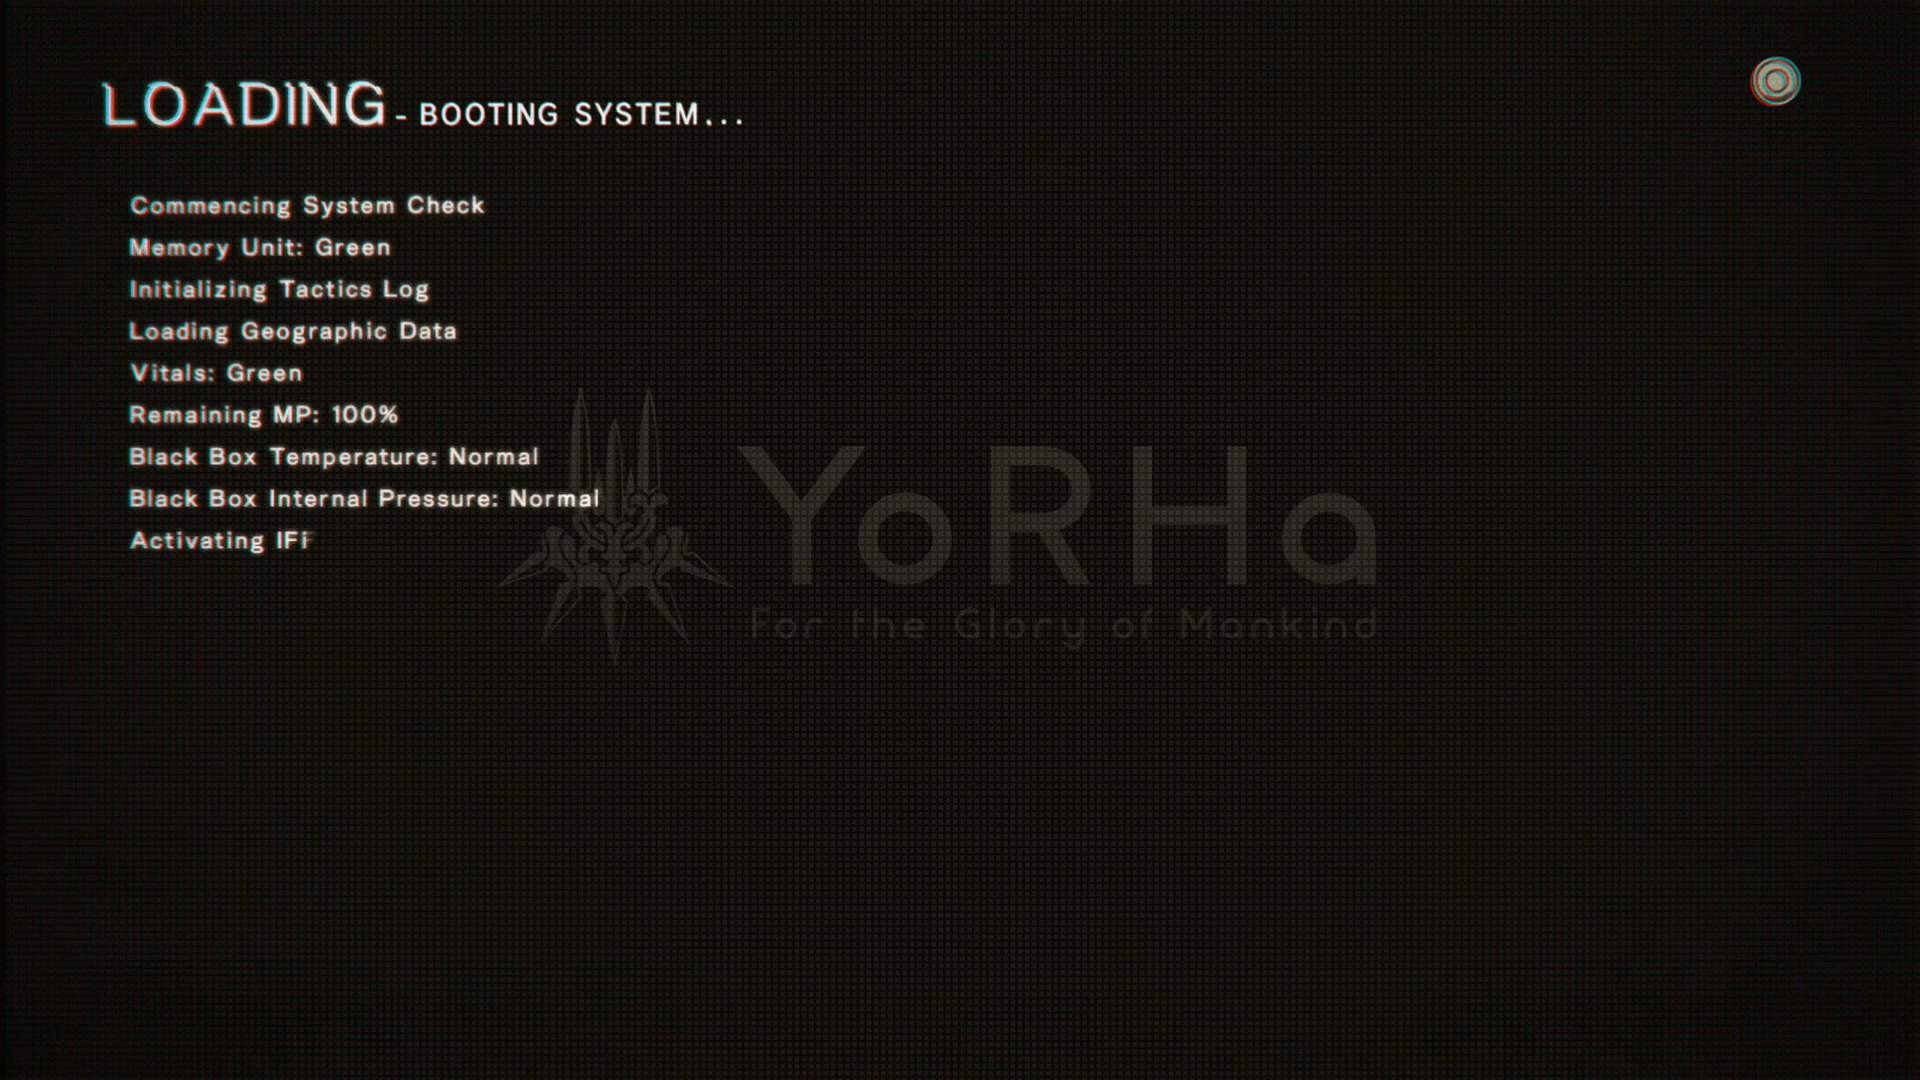 LOADING - BOOTING SYSTEM...
Commencing System Check
Memory Unit: Green
Initializing Tactics Log
Loading Geographic Data
Vitals: Green
Remaining MP: 100%
Black Box Temperature: Normal
Black Box Internal Pressure: Normal
Activating
YoRHa
For the Glory of Mankind